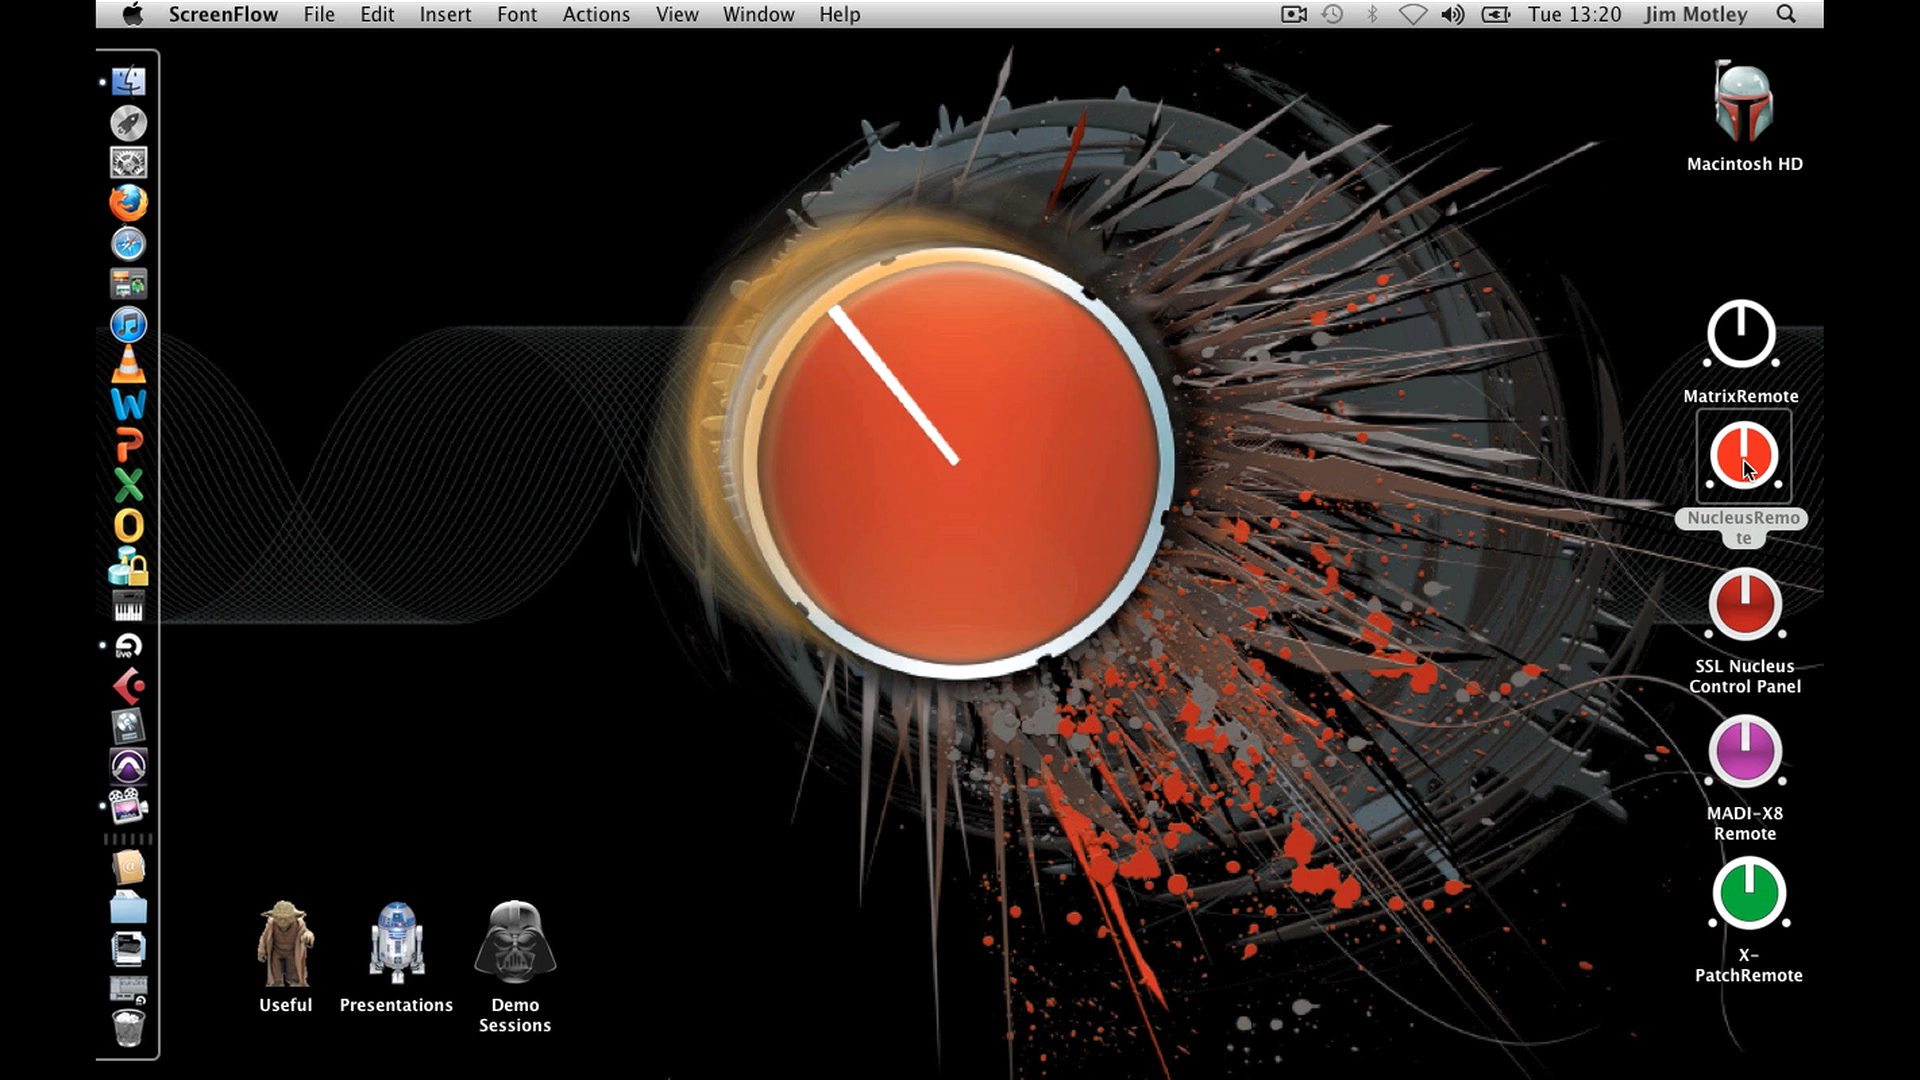 ScreenFlow File Edit Insert Font Actions View Window Help Tue 13:20 Jim Motley
Macintosh HD
MatrixRemote
NucleusRemo
te
SSL Nucleus
Control Panel
MADI-X8
Remote
X-
PatchRemote
live
Useful
Presentations
Demo
Sessions